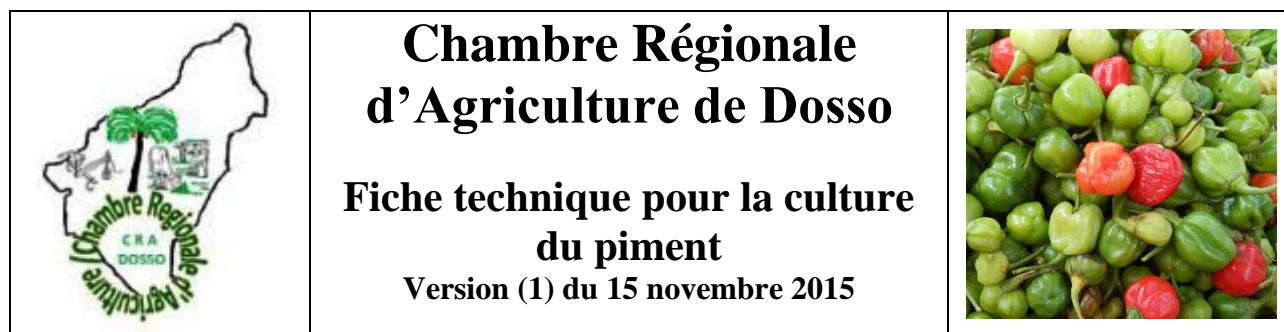 Chambre Régionale
d’Agriculture de Dosso
Fiche technique pour la culture
du piment
Version (1) du 15 novembre 2015
Chambre Regionale d'Agriculture /
C R A
DOSSO